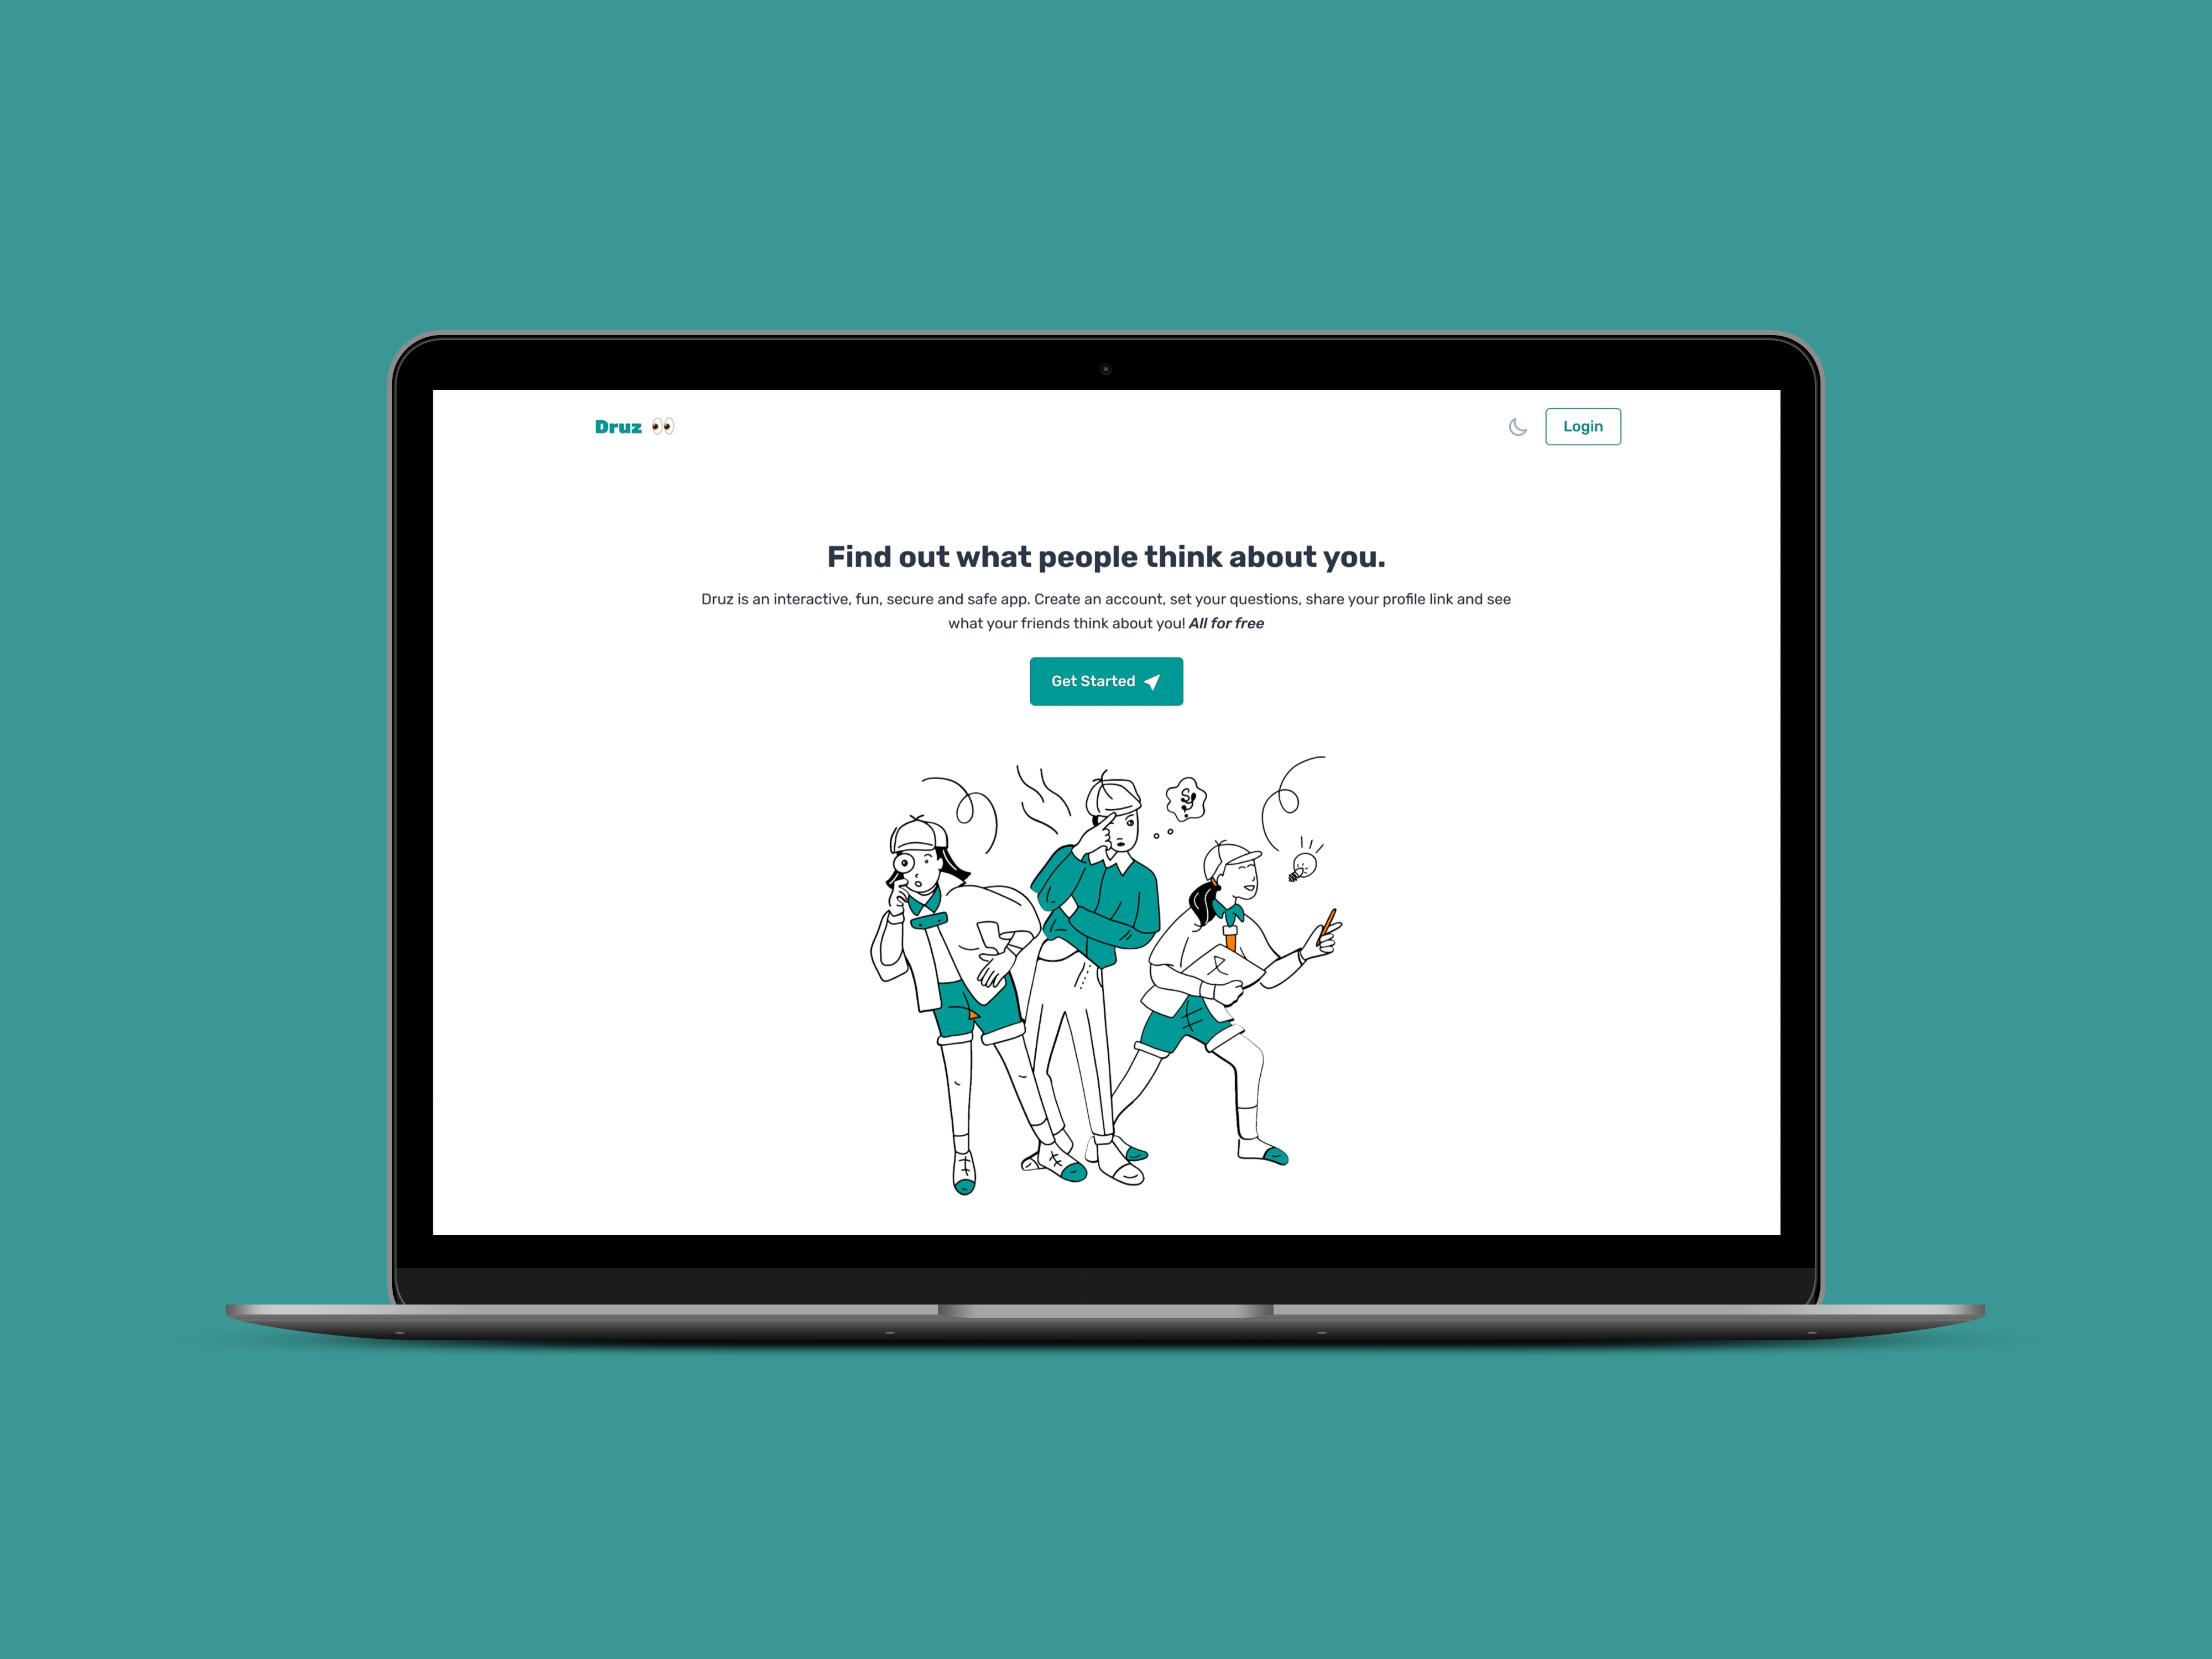 Druz 👀
Login
Find out what people think about you.
Druz is an interactive, fun, secure and safe app. Create an account, set your questions, share your profile link and see
what your friends think about you! All for free
Get Started